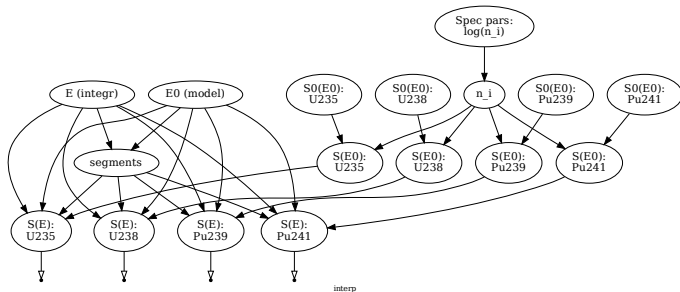 Spec pars:
log(n_i)
E (integr)
E0 (model)
S0(E0):
U235
S0(E0):
U238
n_i
S0(E0):
Pu239
S0(E0):
Pu241
segments
S(E0):
U235
S(E0):
U238
S(E0):
Pu239
S(E0):
Pu241
S(E):
U235
S(E):
U238
S(E):
Pu239
S(E):
Pu241
interp